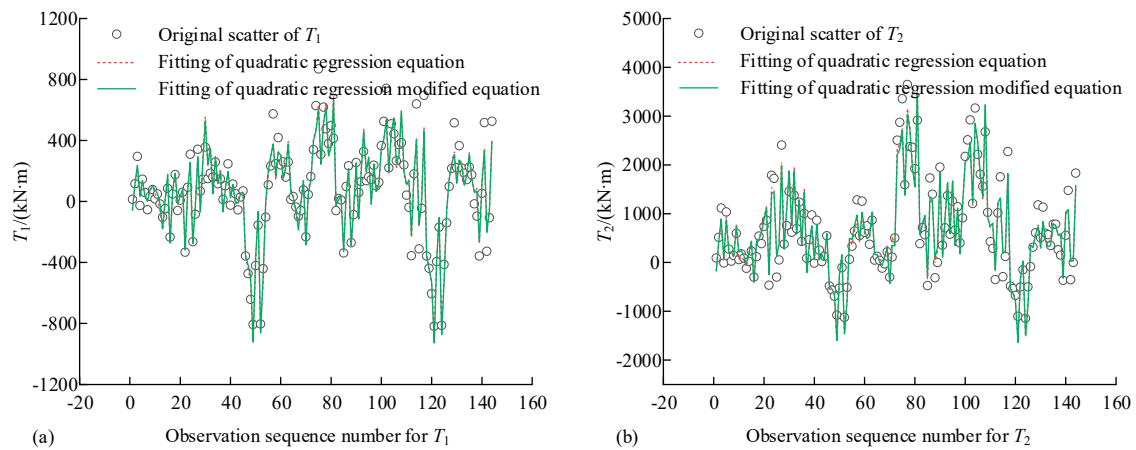 1200
800
400
0
-400
-800
-1200
T₁/(kN·m)
Original scatter of T₁
Fitting of quadratic regression equation
Fitting of quadratic regression modified equation
-20 0 20 40 60 80 100 120 140 160
(a) Observation sequence number for T₁
5000
4000
3000
2000
1000
0
-1000
-2000
T₂/(kN·m)
Original scatter of T₂
Fitting of quadratic regression equation
Fitting of quadratic regression modified equation
-20 0 20 40 60 80 100 120 140 160
(b) Observation sequence number for T₂